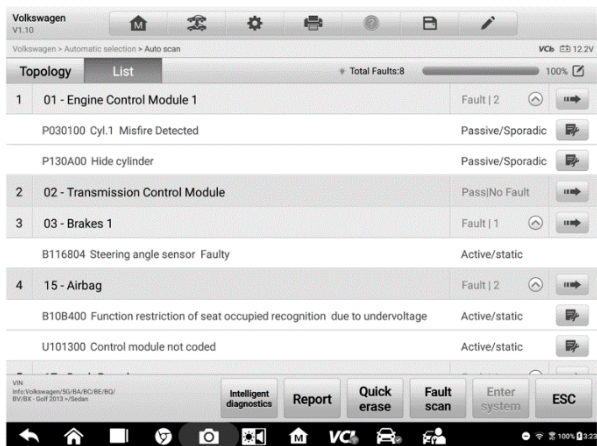 Volkswagen
V1.10
Volkswagen > Automatic selection > Auto scan
VCI 12.2V
Topology
List
Total Faults:8
100%
1 01 - Engine Control Module 1 Fault | 2
P030100 Cyl.1 Misfire Detected Passive/Sporadic
P130A00 Hide cylinder Passive/Sporadic
2 02 - Transmission Control Module Pass|No Fault
3 03 - Brakes 1 Fault | 1
B116804 Steering angle sensor Faulty Active/static
4 15 - Airbag Fault | 2
B10B400 Function restriction of seat occupied recognition due to undervoltage Active/static
U101300 Control module not coded Active/static
VIN
Info:Volkswagen/5G/BA/BC/BE/BQ/
BV/BX - Golf 2013 >/Sedan
Intelligent
diagnostics
Report
Quick
erase
Fault
scan
Enter
system
ESC
VCI
100% 3:23